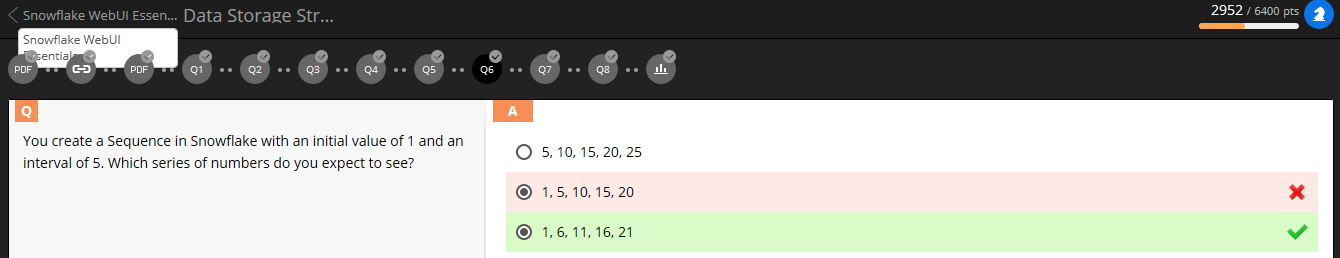 Snowflake WebUI Essen... Data Storage Str...
2952 / 6400 pts
Snowflake WebUI
Essentials
PDF PDF Q1 Q2 Q3 Q4 Q5 Q6 Q7 Q8
Q
You create a Sequence in Snowflake with an initial value of 1 and an
interval of 5. Which series of numbers do you expect to see?
A
5, 10, 15, 20, 25
1, 5, 10, 15, 20
1, 6, 11, 16, 21